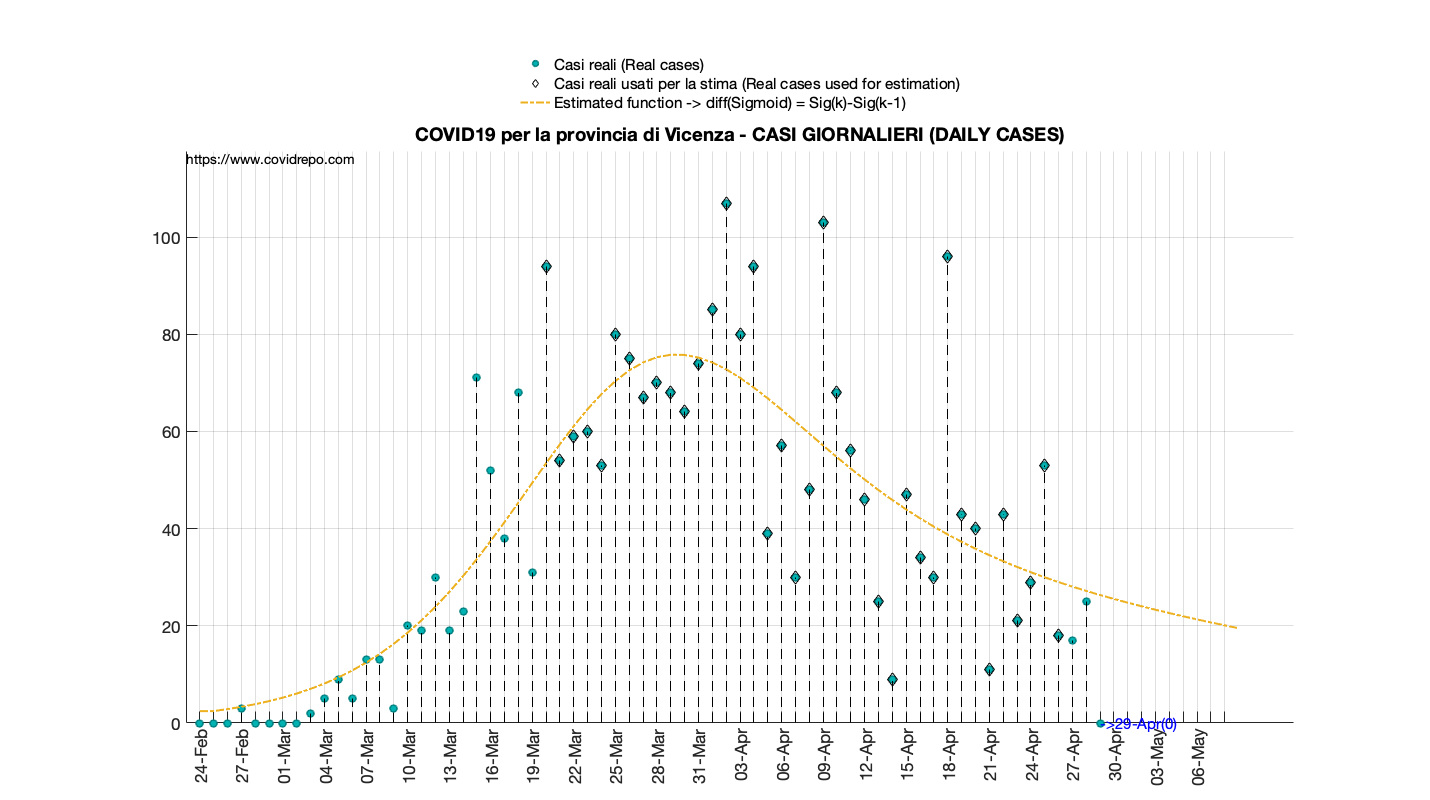 Casi reali (Real cases)
Casi reali usati per la stima (Real cases used for estimation)
Estimated function -> diff(Sigmoid) = Sig(k)-Sig(k-1)
COVID19 per la provincia di Vicenza - CASI GIORNALIERI (DAILY CASES)
https://www.covidrepo.com
100
80
60
40
20
0
->29-Apr(0)
24-Feb
27-Feb
01-Mar
04-Mar
07-Mar
10-Mar
13-Mar
16-Mar
19-Mar
22-Mar
25-Mar
28-Mar
31-Mar
03-Apr
06-Apr
09-Apr
12-Apr
15-Apr
18-Apr
21-Apr
24-Apr
27-Apr
30-Apr
03-May
06-May